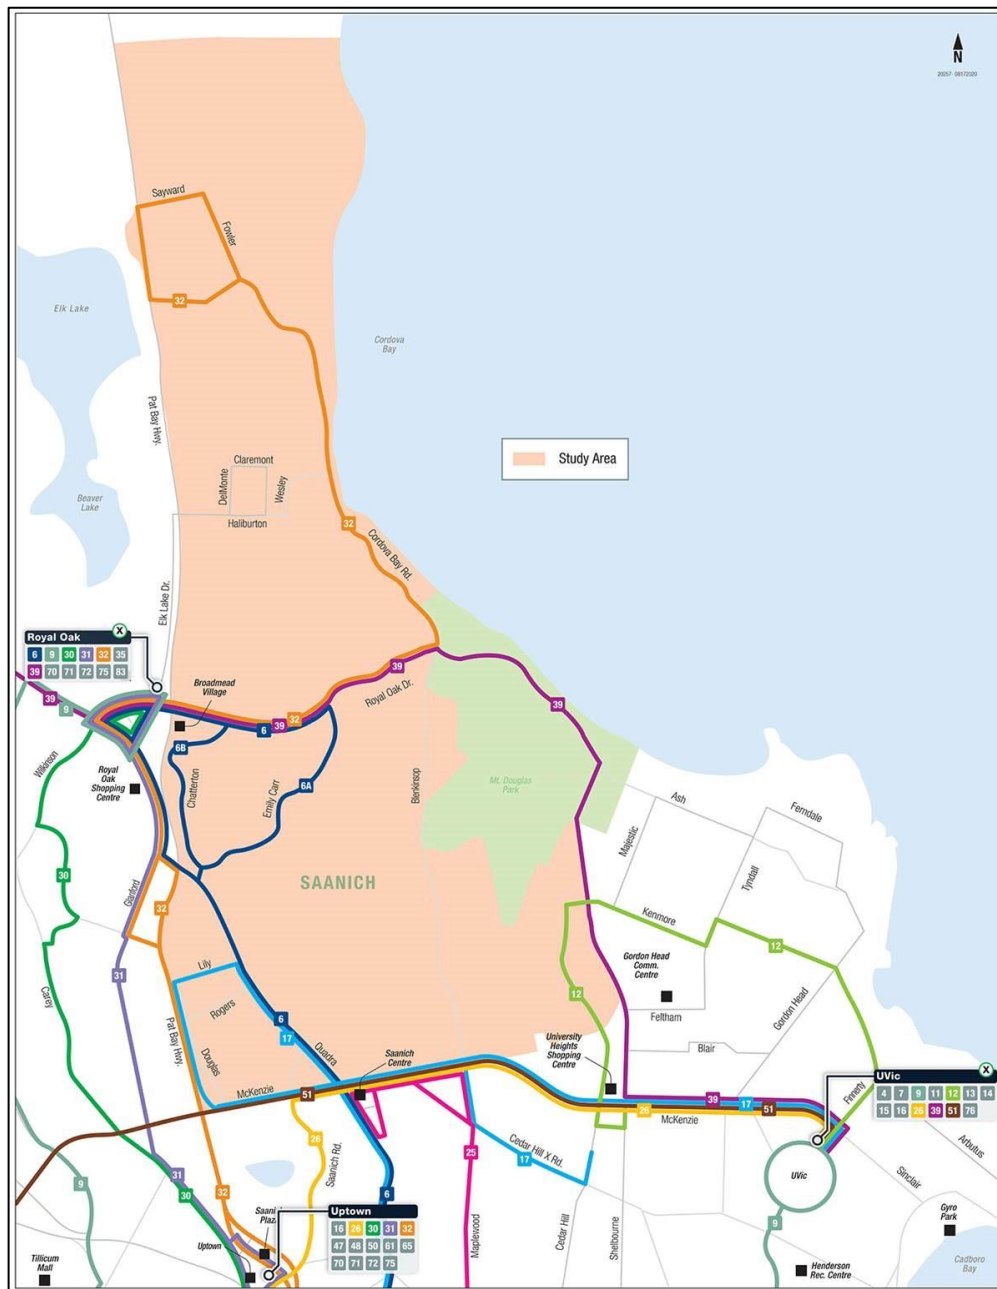 N
20257 - 08172020
Sayward
Fowler
32
Elk Lake
Cordova
Bay
Pat Bay Hwy.
Study Area
Claremont
DelMonte
Wesley
Beaver
Lake
Haliburton
32
Cordova Bay Rd.
Elk Lake Dr.
Royal Oak
X
6 9 30 31 32 35
39 70 71 72 75 83
39
9
Broadmead
Village
39
Royal Oak Dr.
6 39 32
39
6B
Wilkinson
Royal
Oak
Shopping
Centre
Chatterton
Emily Carr
6A
Blenkinsop
Mt. Douglas
Park
Ash
Ferndale
Majestic
Tyndall
30
Glanford
SAANICH
32
Kenmore
12
Gordon Head
Comm.
Centre
31
Lily
12
Carey
Rogers
Feltham
Gordon Head
6
17
Quadra
Pat Bay Hwy.
Douglas
Saanich
Centre
University
Heights
Shopping
Centre
Blair
McKenzie
51
UVic
X
4 7 9 11 12 13 14
15 16 26 39 51 76
Finnerty
39 17 51
26
McKenzie
26
Saanich Rd.
25
Cedar Hill X Rd.
17
Arbutus
Sinclair
UVic
31
30
9
32
6
Uptown
16 26 30 31 32
47 48 50 61 65
70 71 72 75
Saanich
Plaza
Uptown
Maplewood
Cedar Hill
Shelbourne
9
Gyro
Park
Tillicum
Mall
Henderson
Rec. Centre
Cadboro
Bay